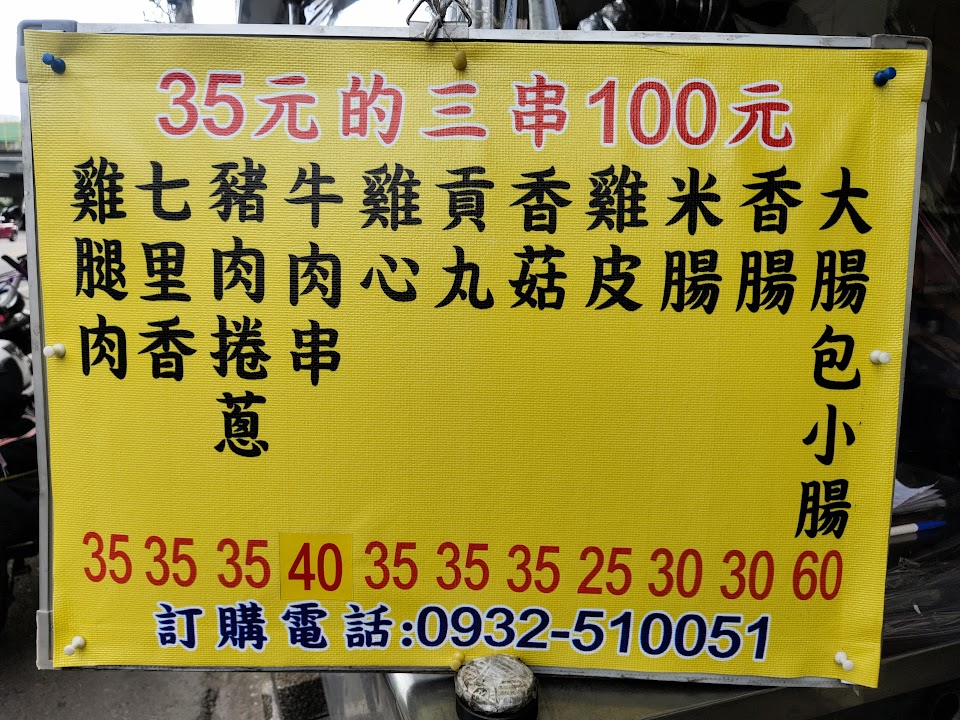 35元的三串100元
大腸包小腸
香腸
米腸
雞皮
香菇
貢丸
雞心
牛肉串
豬肉捲蔥
七里香
雞腿肉
35 35 35 40 35 35 35 25 30 30 60
訂購電話:0932-510051